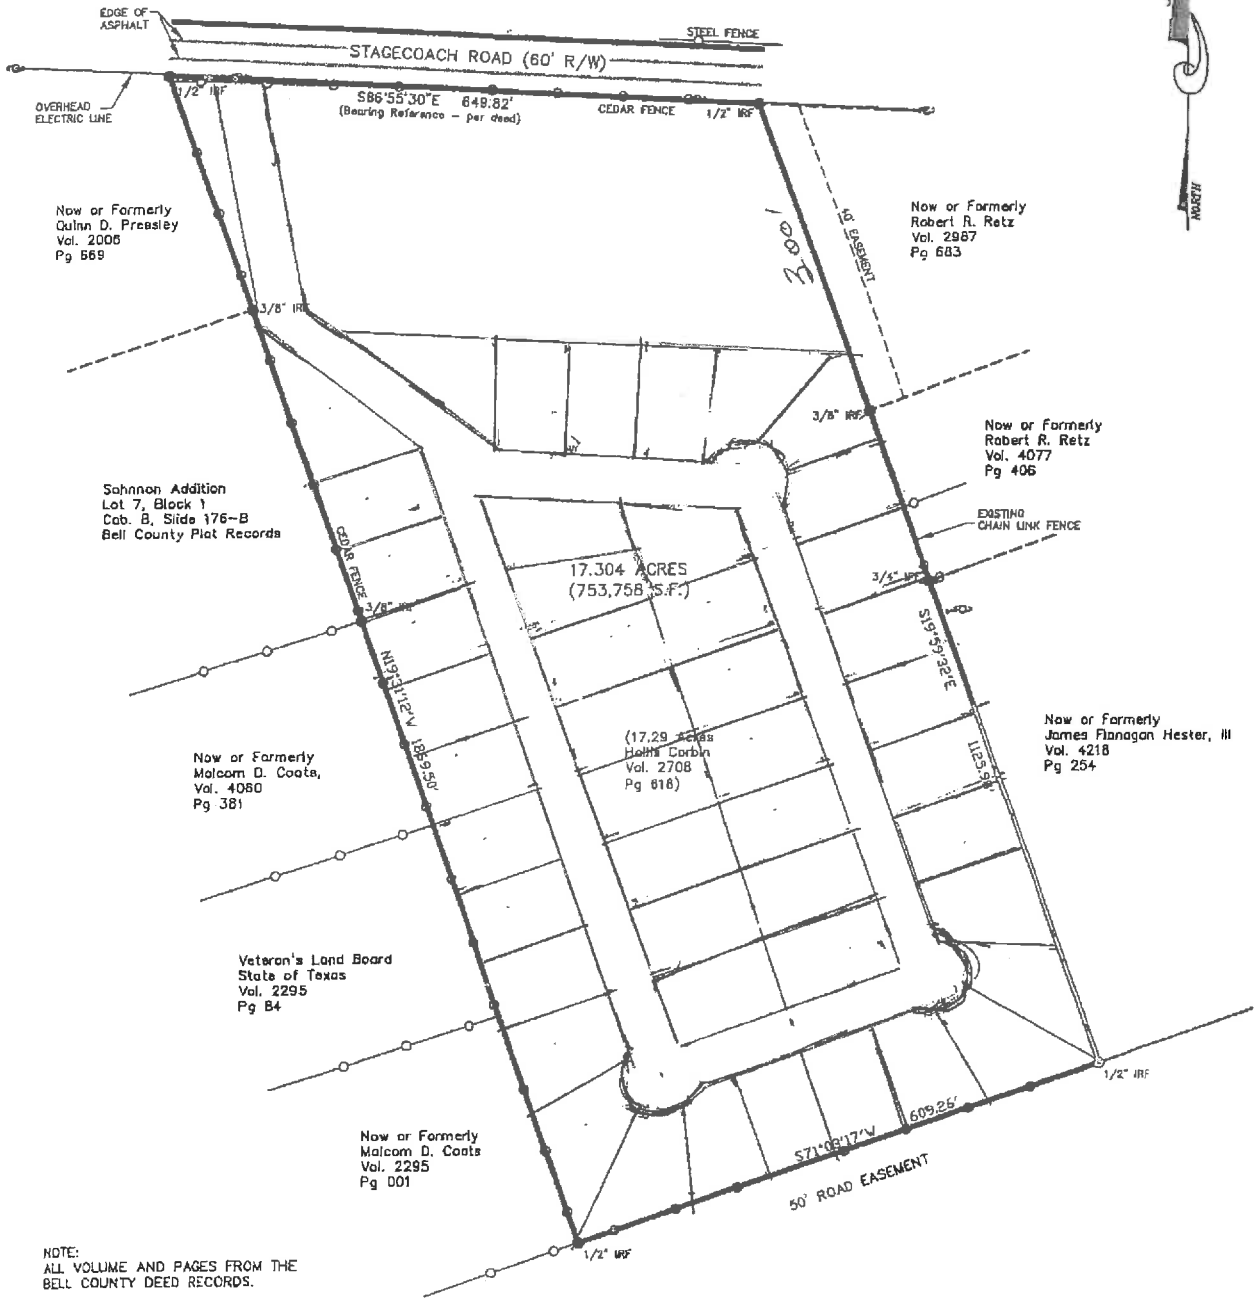 EDGE OF
ASPHALT
STEEL FENCE
STAGECOACH ROAD (60' R/W)
OVERHEAD
ELECTRIC LINE
1/2" IRF
S86°55'30"E 649.82'
(Bearing Reference - per deed)
CEDAR FENCE
1/2" IRF
NORTH
Now or Formerly
Quinn D. Presley
Vol. 2006
Pg 669
300'
40' EASEMENT
Now or Formerly
Robert R. Retz
Vol. 2987
Pg 683
3/8" IRF
3/8" IRF
Now or Formerly
Robert R. Retz
Vol. 4077
Pg 406
Sohnnon Addition
Lot 7, Block 1
Cab. B, Slide 176-B
Bell County Plat Records
CEDAR FENCE
EXISTING
CHAIN LINK FENCE
17.304 ACRES
(753,758 S.F.)
3/4" IPF
3/8" IRF
S19°59'32"E
1125.
N19°31'12"W 1859.50'
(17.29 Acres
Hollis Corbin
Vol. 2708
Pg 618)
Now or Formerly
James Flanagan Hester, III
Vol. 4218
Pg 254
Now or Formerly
Malcom D. Coats,
Vol. 4080
Pg 381
Veteran's Land Board
State of Texas
Vol. 2295
Pg 84
1/2" IRF
Now or Formerly
Malcom D. Coats
Vol. 2295
Pg 001
S71°09'17"W 609.26'
50' ROAD EASEMENT
1/2" IRF
NOTE:
ALL VOLUME AND PAGES FROM THE
BELL COUNTY DEED RECORDS.